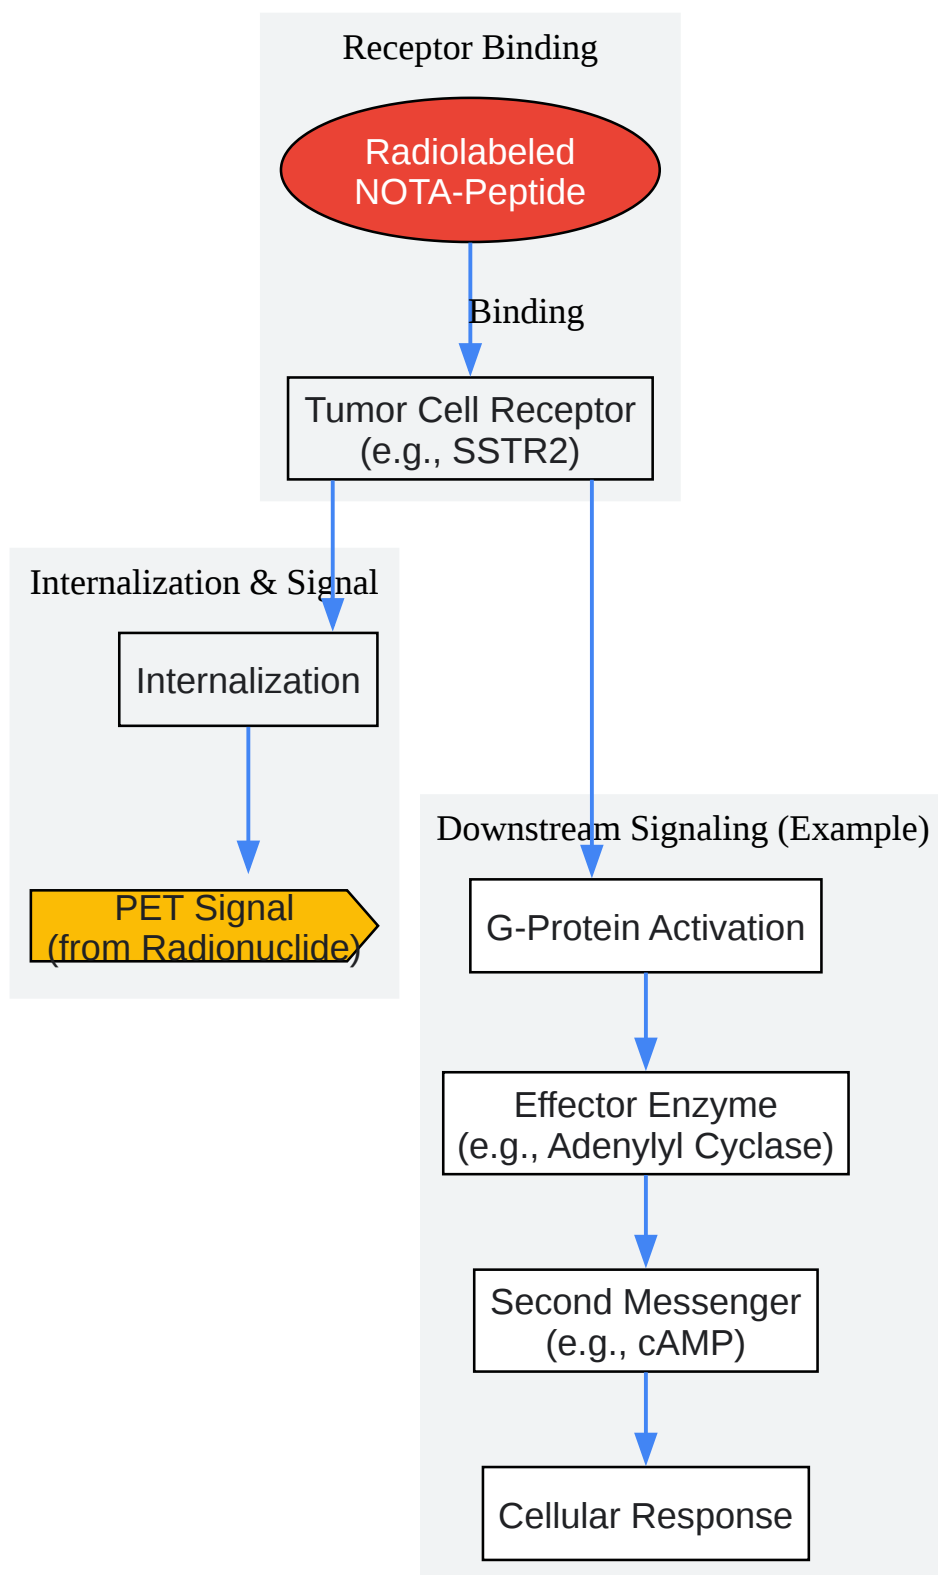 Receptor Binding
Radiolabeled
NOTA-Peptide
Binding
Tumor Cell Receptor
(e.g., SSTR2)
Internalization & Signal
Internalization
PET Signal
(from Radionuclide)
Downstream Signaling (Example)
G-Protein Activation
Effector Enzyme
(e.g., Adenylyl Cyclase)
Second Messenger
(e.g., cAMP)
Cellular Response